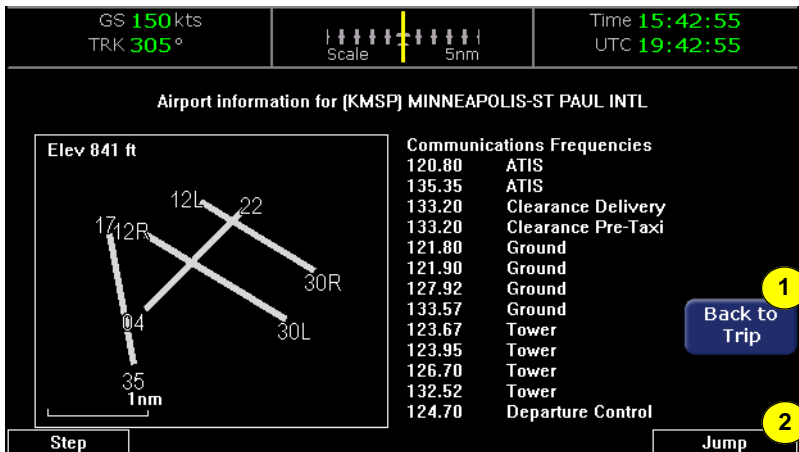 GS 150kts
TRK 305°
Scale 5nm
Time 15:42:55
UTC 19:42:55
Airport information for (KMSP) MINNEAPOLIS-ST PAUL INTL
Elev 841 ft
12L
22
17
12R
30R
04
30L
35
1nm
Communications Frequencies
120.80 ATIS
135.35 ATIS
133.20 Clearance Delivery
133.20 Clearance Pre-Taxi
121.80 Ground
121.90 Ground
127.92 Ground
133.57 Ground
123.67 Tower
123.95 Tower
126.70 Tower
132.52 Tower
124.70 Departure Control
1
Back to
Trip
2
Step
Jump